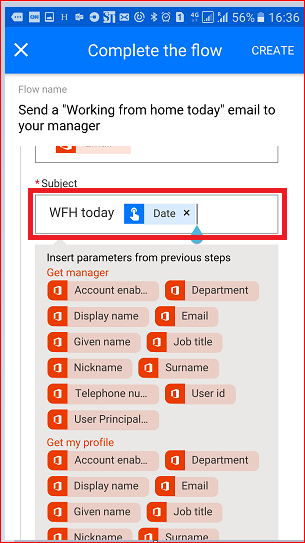 56% 16:36
Complete the flow CREATE
Flow name
Send a "Working from home today" email to
your manager
*Subject
WFH today Date ×
Insert parameters from previous steps
Get manager
Account enab... Department
Display name Email
Given name Job title
Nickname Surname
Telephone nu... User id
User Principal...
Get my profile
Account enab... Department
Display name Email
Given name Job title
Nickname Surname